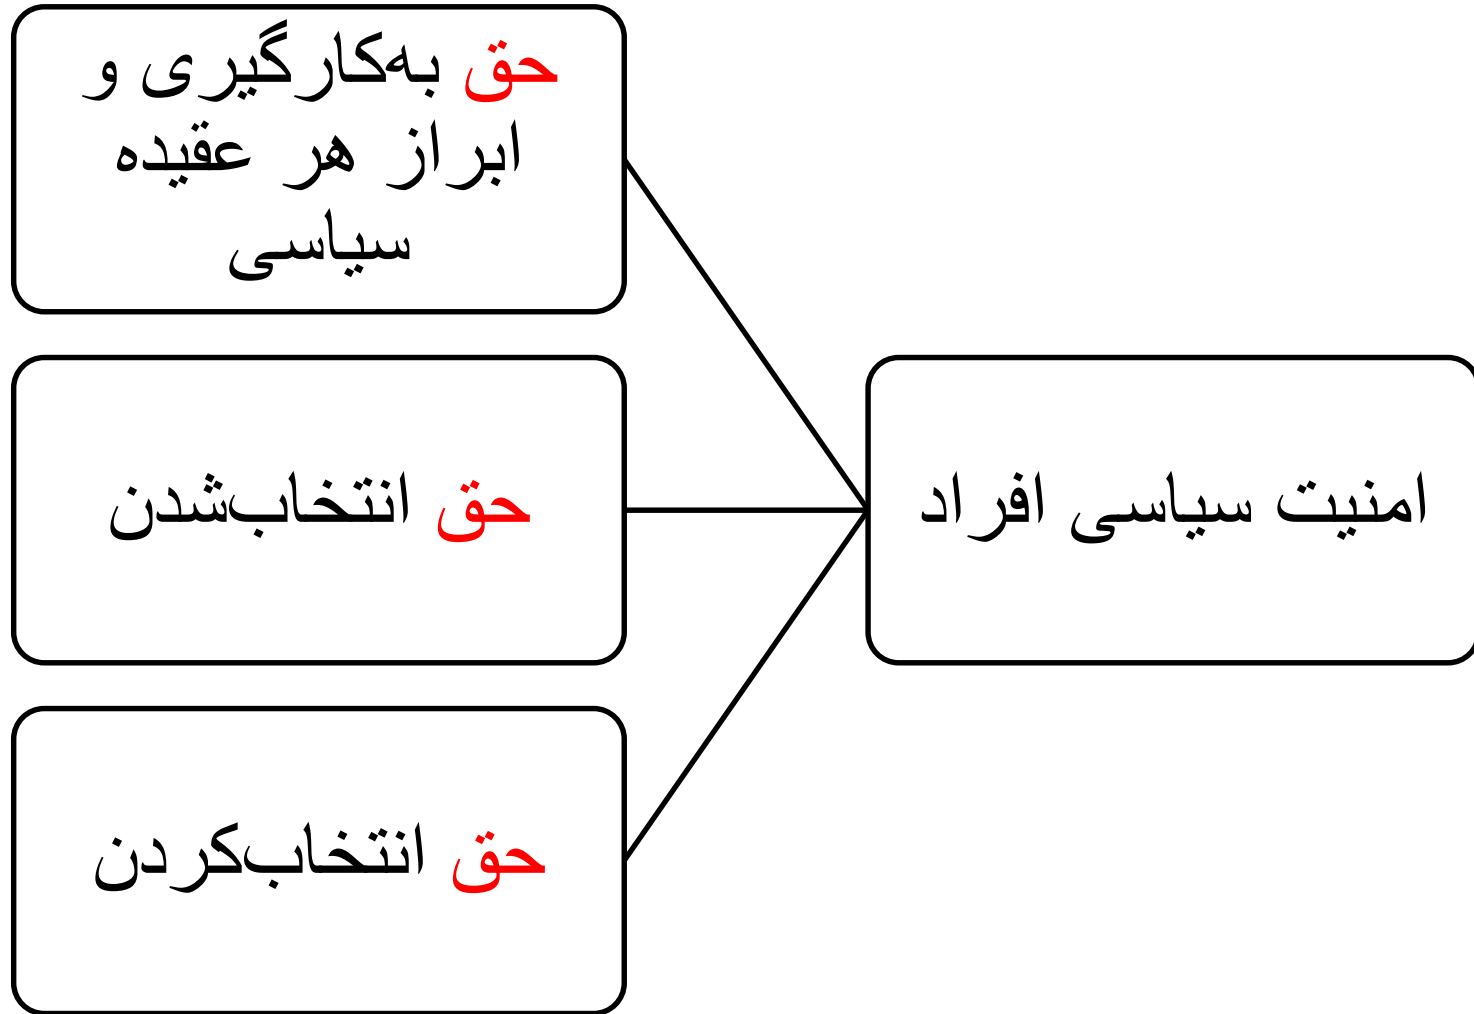 امنیت سیاسی افراد
حق به‌کارگیری و
ابراز هر عقیده
سیاسی
حق انتخاب‌شدن
حق انتخاب‌کردن